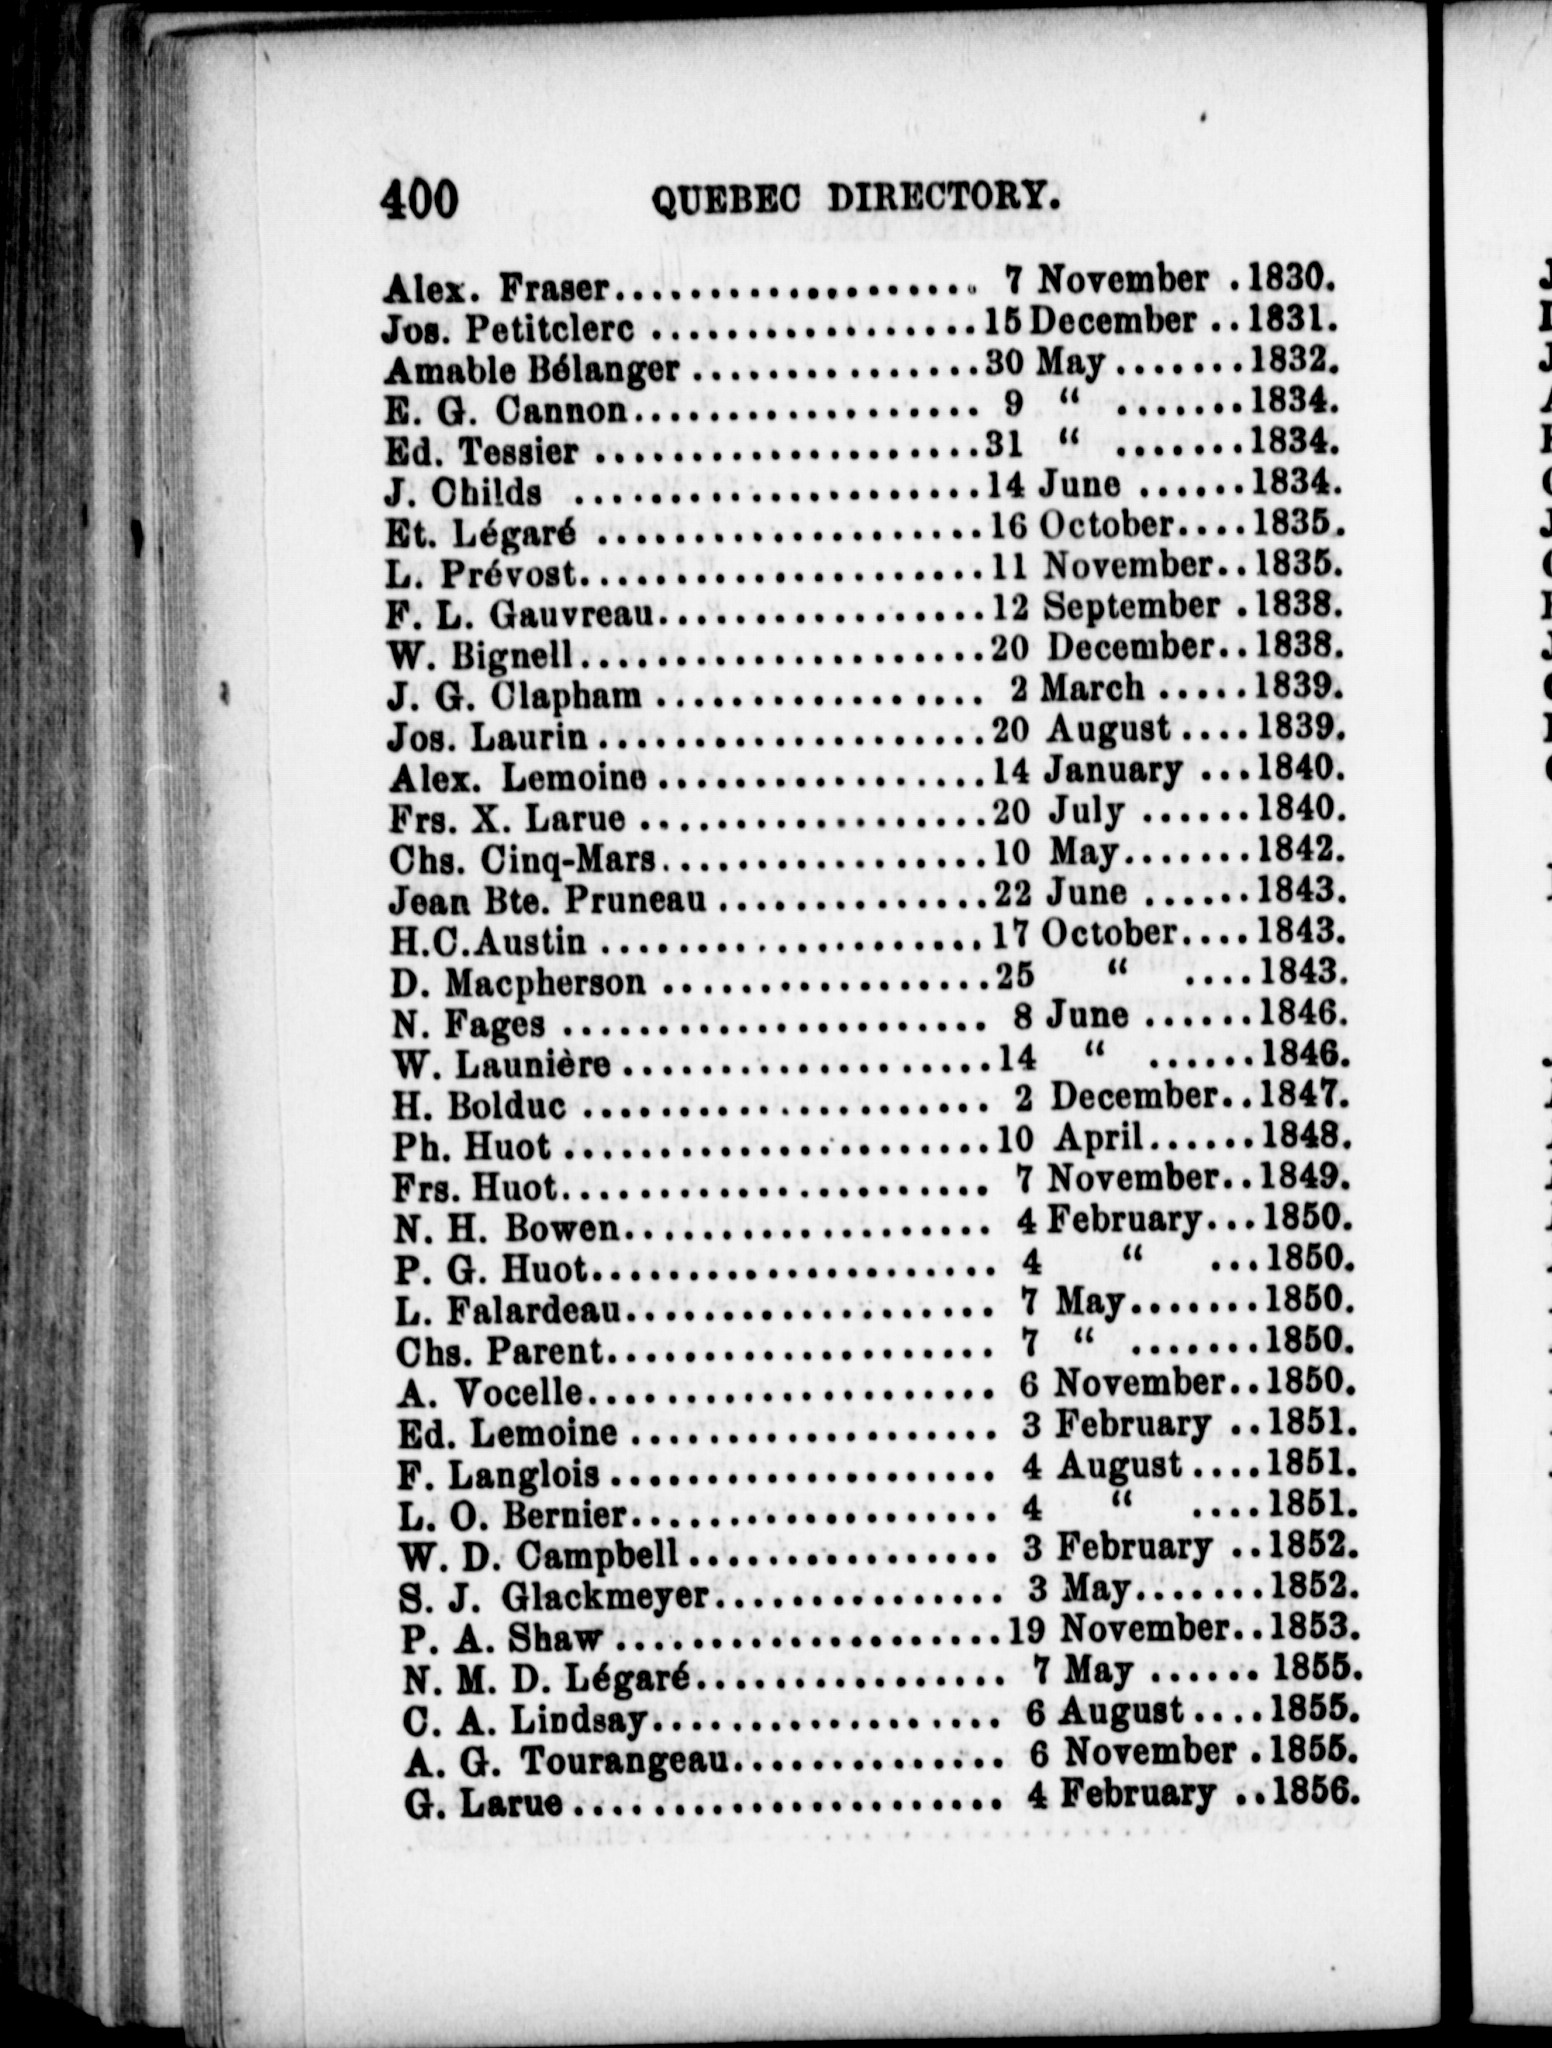 400 QUEBEC DIRECTORY.
Alex. Fraser.................... 7 November .1830.
Jos. Petitclerc .................15 December ..1831.
Amable Bélanger ...............30 May .......1832.
E. G. Cannon................... 9 “ .......1834.
Ed. Tessier ....................31 “ .......1834.
J. Childs .....................14 June ......1834.
Et. Légaré ....................16 October....1835.
L. Prévost.....................11 November..1835.
F. L. Gauvreau.................12 September .1838.
W. Bignell.....................20 December..1838.
J. G. Clapham ................. 2 March .....1839.
Jos. Laurin ....................20 August ....1839.
Alex. Lemoine .................14 January ...1840.
Frs. X. Larue ..................20 July ......1840.
Chs. Cinq-Mars.................10 May.......1842.
Jean Bte. Pruneau ..............22 June ......1843.
H.C.Austin ....................17 October....1843.
D. Macpherson .................25 “ ....1843.
N. Fages ...................... 8 June ......1846.
W. Launière ...................14 “ ......1846.
H. Bolduc ..................... 2 December..1847.
Ph. Huot ......................10 April......1848.
Frs. Huot...................... 7 November..1849.
N. H. Bowen................... 4 February...1850.
P. G. Huot..................... 4 “ ...1850.
L. Falardeau................... 7 May.......1850.
Chs. Parent.................... 7 “ .......1850.
A. Vocelle..................... 6 November..1850.
Ed. Lemoine ................... 3 February ..1851.
F. Langlois .................... 4 August ....1851.
L. O. Bernier................... 4 “ ....1851.
W. D. Campbell ................ 3 February ..1852.
S. J. Glackmeyer............... 3 May.......1852.
P. A. Shaw ....................19 November..1853.
N. M. D. Légaré................ 7 May ...... 1855.
C. A. Lindsay.................. 6 August ....1855.
A. G. Tourangeau.............. 6 November .1855.
G. Larue ...................... 4 February ..1856.